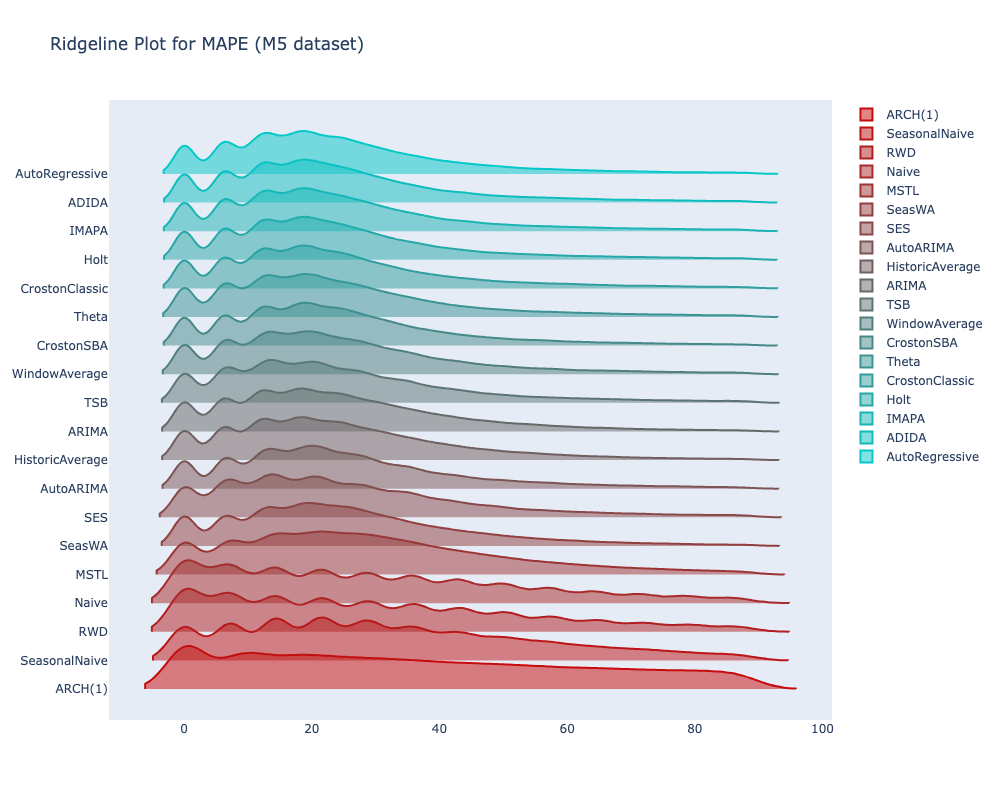 Ridgeline Plot for MAPE (M5 dataset)
AutoRegressive
ADIDA
IMAPA
Holt
CrostonClassic
Theta
CrostonSBA
WindowAverage
TSB
ARIMA
HistoricAverage
AutoARIMA
SES
SeasWA
MSTL
Naive
RWD
SeasonalNaive
ARCH(1)
0 20 40 60 80 100
ARCH(1)
SeasonalNaive
RWD
Naive
MSTL
SeasWA
SES
AutoARIMA
HistoricAverage
ARIMA
TSB
WindowAverage
CrostonSBA
Theta
CrostonClassic
Holt
IMAPA
ADIDA
AutoRegressive